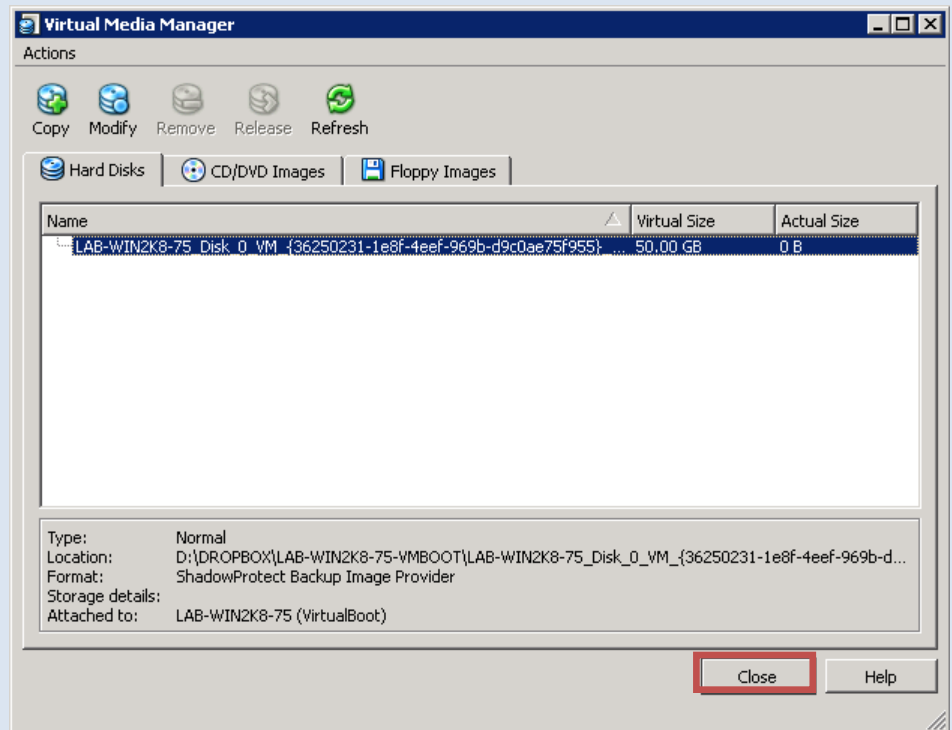 Virtual Media Manager
Actions
Copy Modify Remove Release Refresh
Hard Disks CD/DVD Images Floppy Images
Name Virtual Size Actual Size
LAB-WIN2K8-75_Disk_0_VM_{36250231-1e8f-4eef-969b-d9c0ae75f955}_... 50.00 GB 0 B
Type: Normal
Location: D:\DROPBOX\LAB-WIN2K8-75-VMBOOT\LAB-WIN2K8-75_Disk_0_VM_{36250231-1e8f-4eef-969b-d...
Format: ShadowProtect Backup Image Provider
Storage details:
Attached to: LAB-WIN2K8-75 (VirtualBoot)
Close Help